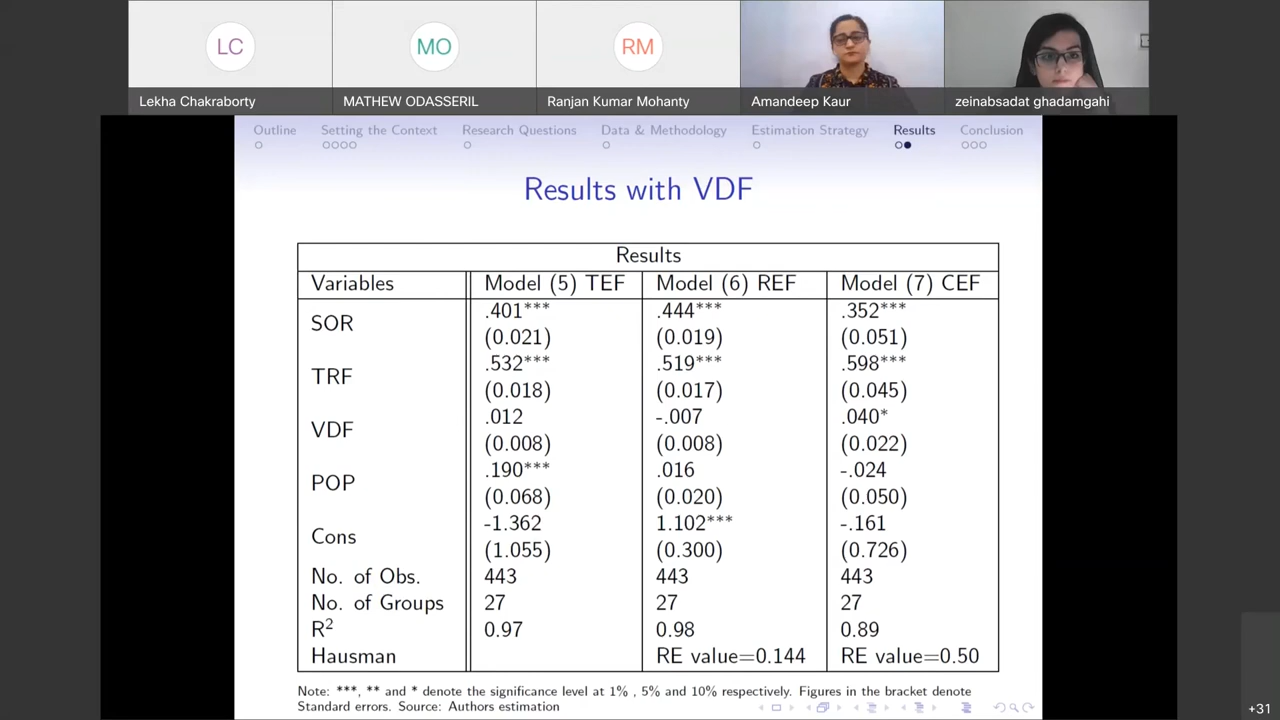 LC
MO
RM
Lekha Chakraborty
MATHEW ODASSERIL
Ranjan Kumar Mohanty
Amandeep Kaur
zeinabsadat ghadamgahi
Outline Setting the Context Research Questions Data & Methodology Estimation Strategy Results Conclusion
Results with VDF
Results
Variables Model (5) TEF Model (6) REF Model (7) CEF
SOR .401*** .444*** .352***
(0.021) (0.019) (0.051)
TRF .532*** .519*** .598***
(0.018) (0.017) (0.045)
VDF .012 -.007 .040*
(0.008) (0.008) (0.022)
POP .190*** .016 -.024
(0.068) (0.020) (0.050)
Cons -1.362 1.102*** -.161
(1.055) (0.300) (0.726)
No. of Obs. 443 443 443
No. of Groups 27 27 27
R² 0.97 0.98 0.89
Hausman RE value=0.144 RE value=0.50
Note: ***, ** and * denote the significance level at 1% , 5% and 10% respectively. Figures in the bracket denote
Standard errors. Source: Authors estimation
+31